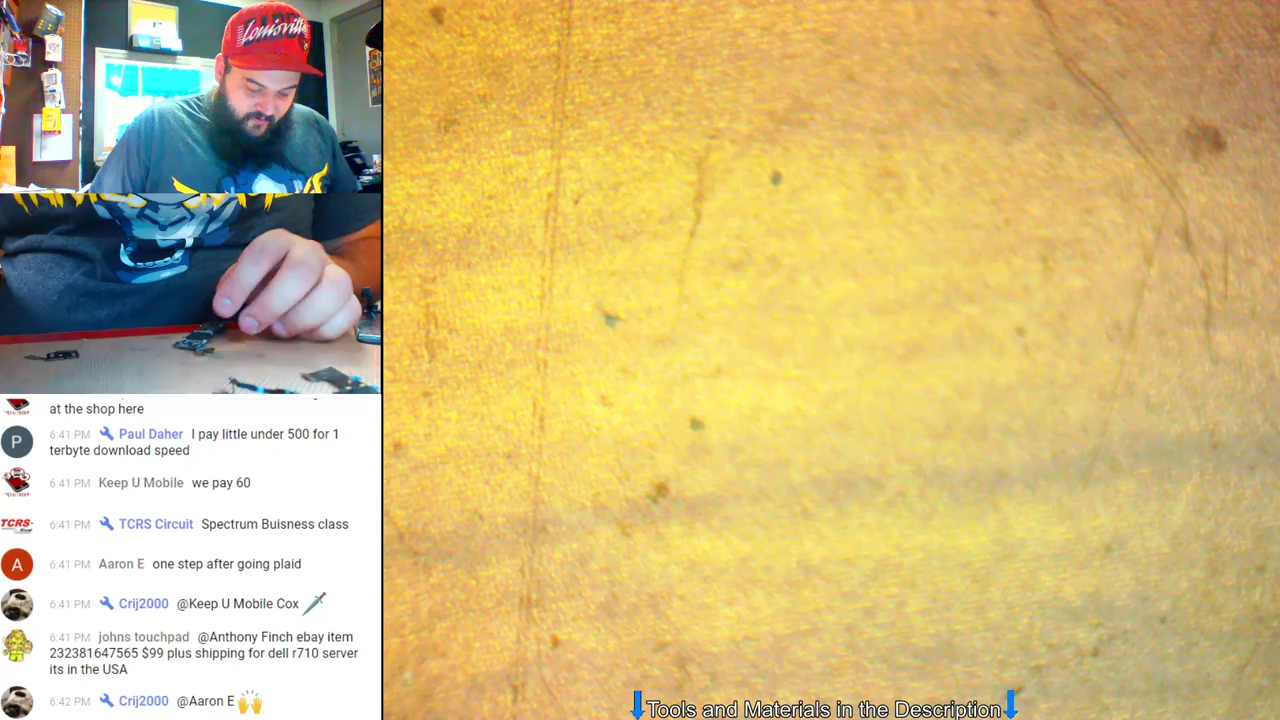 Louisville
at the shop here
6:41 PM Paul Daher I pay little under 500 for 1
terbyte download speed
6:41 PM Keep U Mobile we pay 60
TCRS
6:41 PM TCRS Circuit Spectrum Buisness class
A
6:41 PM Aaron E one step after going plaid
6:41 PM Crij2000 @Keep U Mobile Cox
6:41 PM johns touchpad @Anthony Finch ebay item
232381647565 $99 plus shipping for dell r710 server
its in the USA
6:42 PM Crij2000 @Aaron E
P
Tools and Materials in the Description